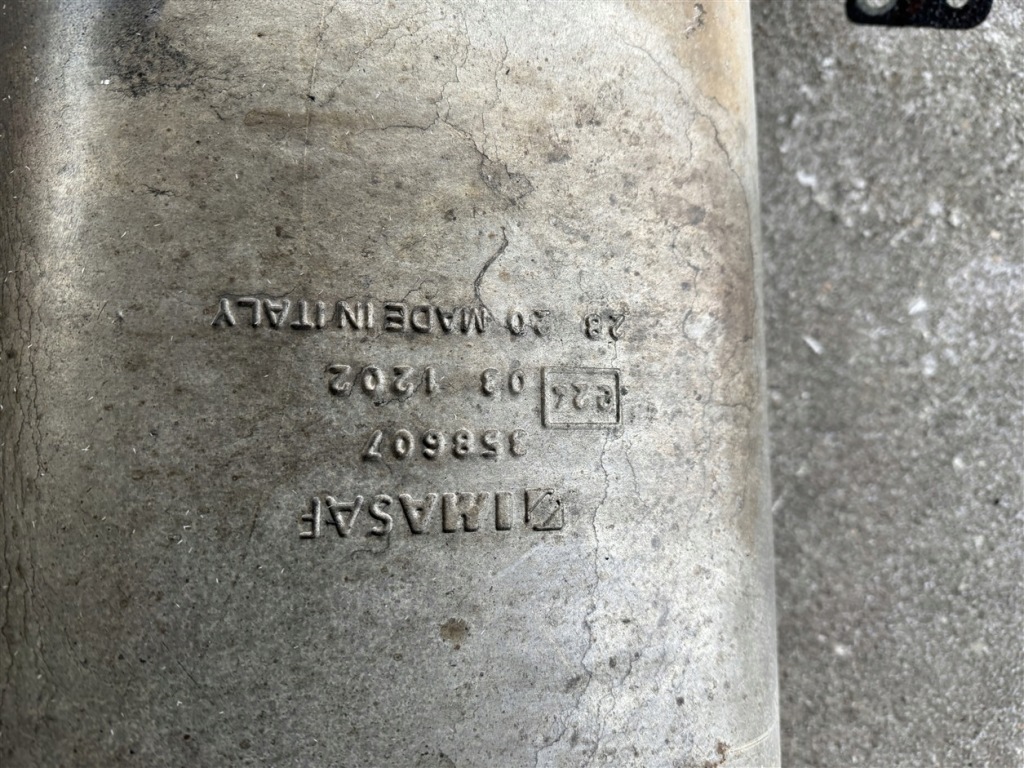 IMASAF
358607
e24 03 1202
28 20 MADE IN ITALY